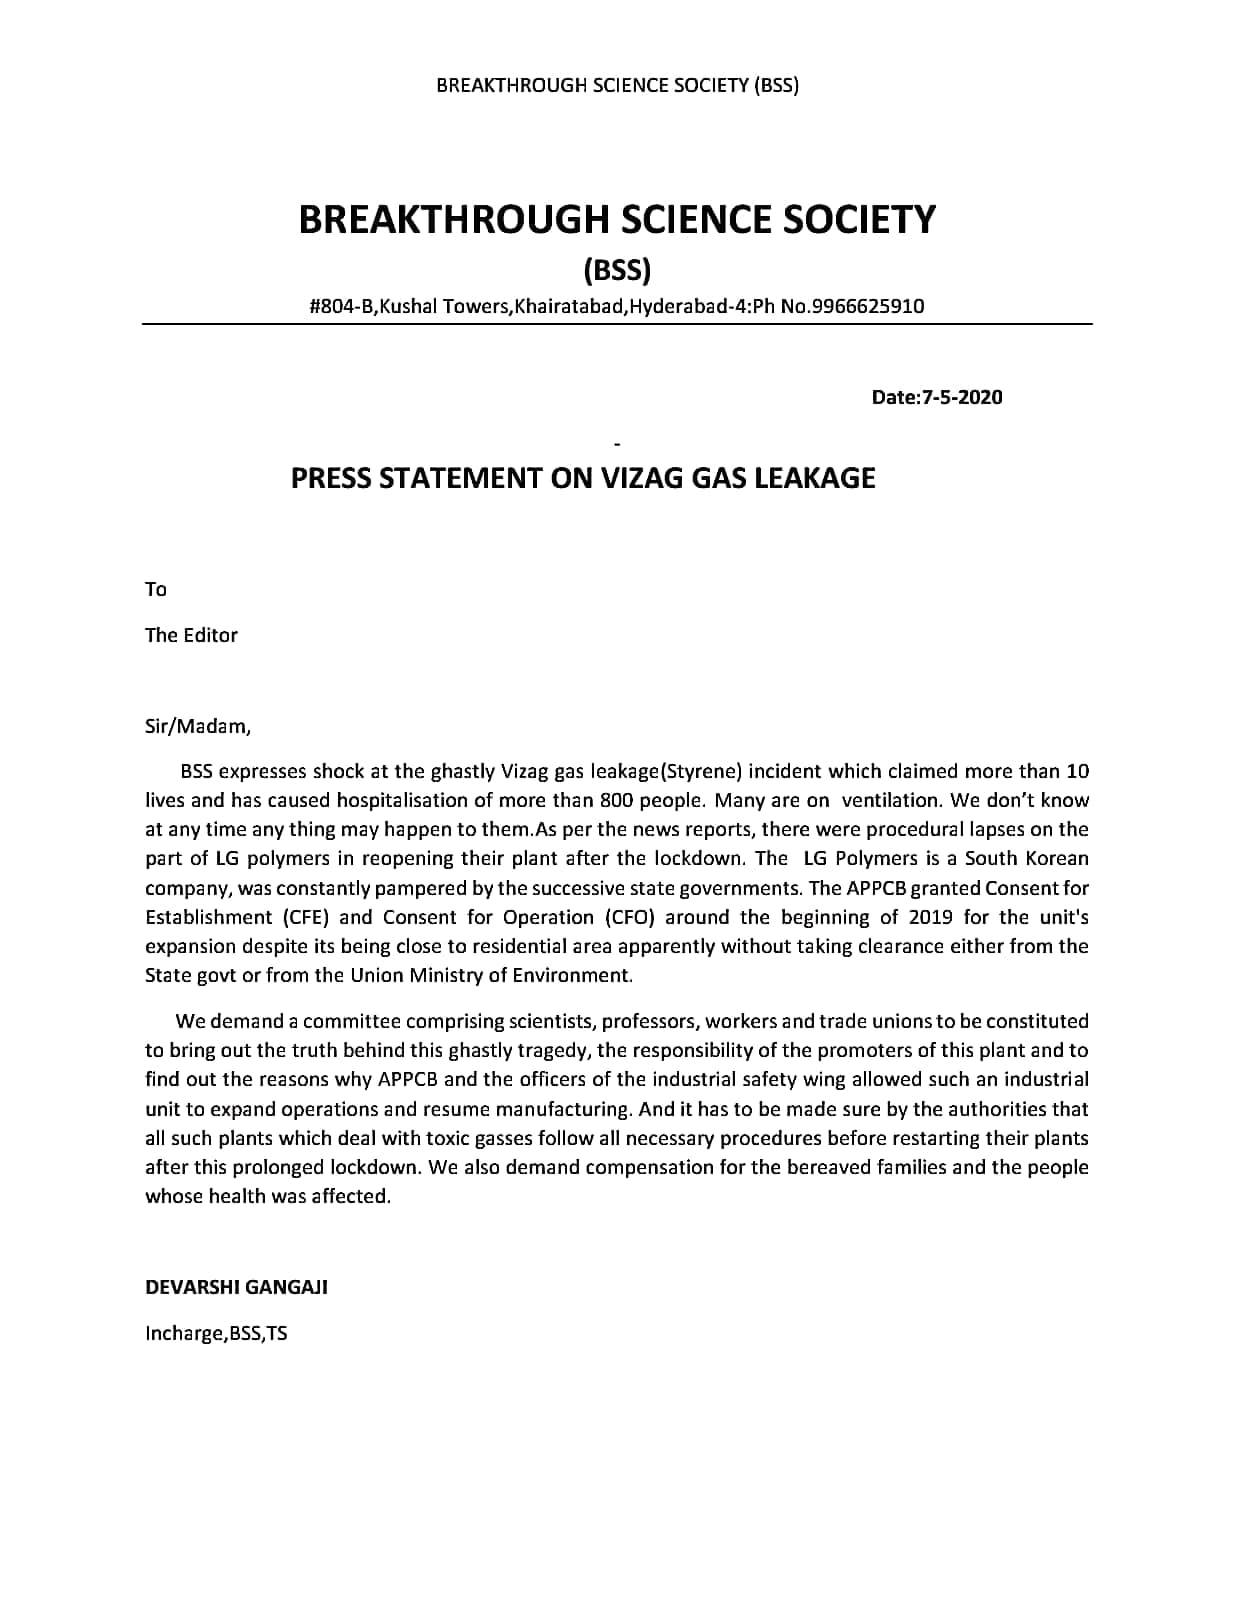 BREAKTHROUGH SCIENCE SOCIETY (BSS)
BREAKTHROUGH SCIENCE SOCIETY
(BSS)
#804-B,Kushal Towers,Khairatabad,Hyderabad-4:Ph No.9966625910
Date:7-5-2020
-
PRESS STATEMENT ON VIZAG GAS LEAKAGE
To
The Editor
Sir/Madam,
BSS expresses shock at the ghastly Vizag gas leakage(Styrene) incident which claimed more than 10
lives and has caused hospitalisation of more than 800 people. Many are on  ventilation. We don’t know
at any time any thing may happen to them.As per the news reports, there were procedural lapses on the
part of LG polymers in reopening their plant after the lockdown. The  LG Polymers is a South Korean
company, was constantly pampered by the successive state governments. The APPCB granted Consent for
Establishment (CFE) and Consent for Operation (CFO) around the beginning of 2019 for the unit's
expansion despite its being close to residential area apparently without taking clearance either from the
State govt or from the Union Ministry of Environment.
We demand a committee comprising scientists, professors, workers and trade unions to be constituted
to bring out the truth behind this ghastly tragedy, the responsibility of the promoters of this plant and to
find out the reasons why APPCB and the officers of the industrial safety wing allowed such an industrial
unit to expand operations and resume manufacturing. And it has to be made sure by the authorities that
all such plants which deal with toxic gasses follow all necessary procedures before restarting their plants
after this prolonged lockdown. We also demand compensation for the bereaved families and the people
whose health was affected.
DEVARSHI GANGAJI
Incharge,BSS,TS